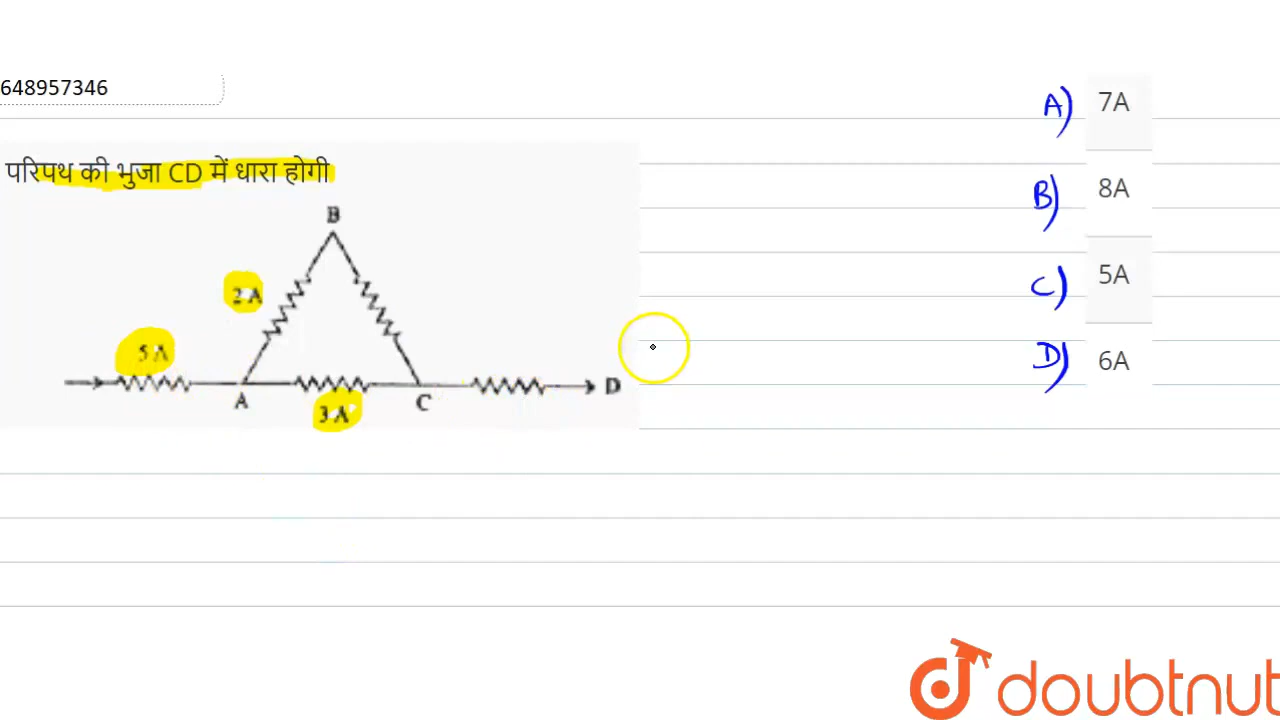 648957346
परिपथ की भुजा CD में धारा होगी
B
2 A
5 A
A
3 A
C
D
A) 7A
B) 8A
C) 5A
D) 6A
doubtnut